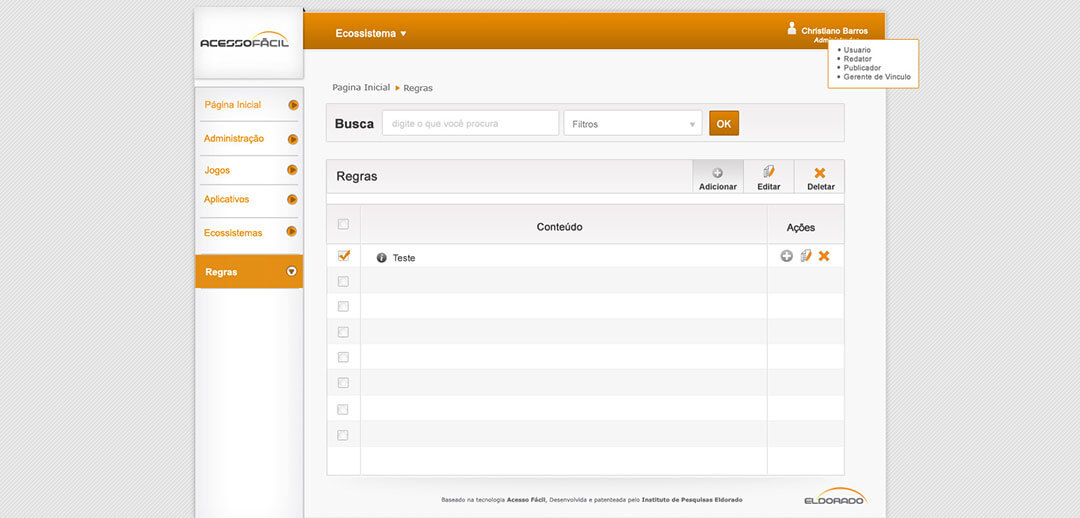 ACESSOFÁCIL
Ecossistema
Christiano Barros
Usuario
Redator
Publicador
Gerente de Vinculo
Página Inicial
Administração
Jogos
Aplicativos
Ecossistemas
Regras
Pagina Inicial Regras
Busca digite o que você procura Filtros OK
Regras Adicionar Editar Deletar
Conteúdo Ações
Teste
Baseado na tecnologia Acesso Fácil, Desenvolvida e patenteada pelo Instituto de Pesquisas Eldorado
ELDORADO